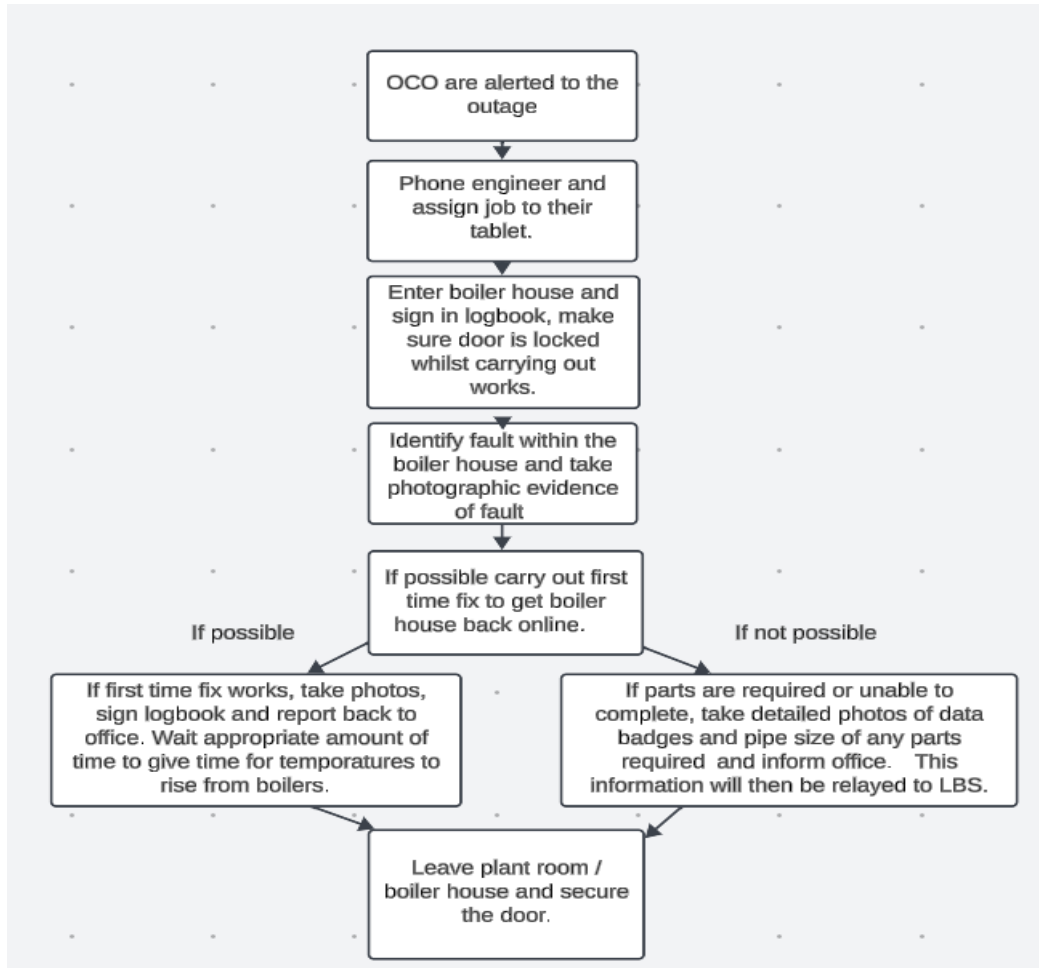 OCO are alerted to the
outage
Phone engineer and
assign job to their
tablet.
Enter boiler house and
sign in logbook, make
sure door is locked
whilst carrying out
works.
Identify fault within the
boiler house and take
photographic evidence
of fault
If possible carry out first
time fix to get boiler
house back online.
If possible
If not possible
If first time fix works, take photos,
sign logbook and report back to
office. Wait appropriate amount of
time to give time for temporatures to
rise from boilers.
If parts are required or unable to
complete, take detailed photos of data
badges and pipe size of any parts
required  and inform office.   This
information will then be relayed to LBS.
Leave plant room /
boiler house and secure
the door.